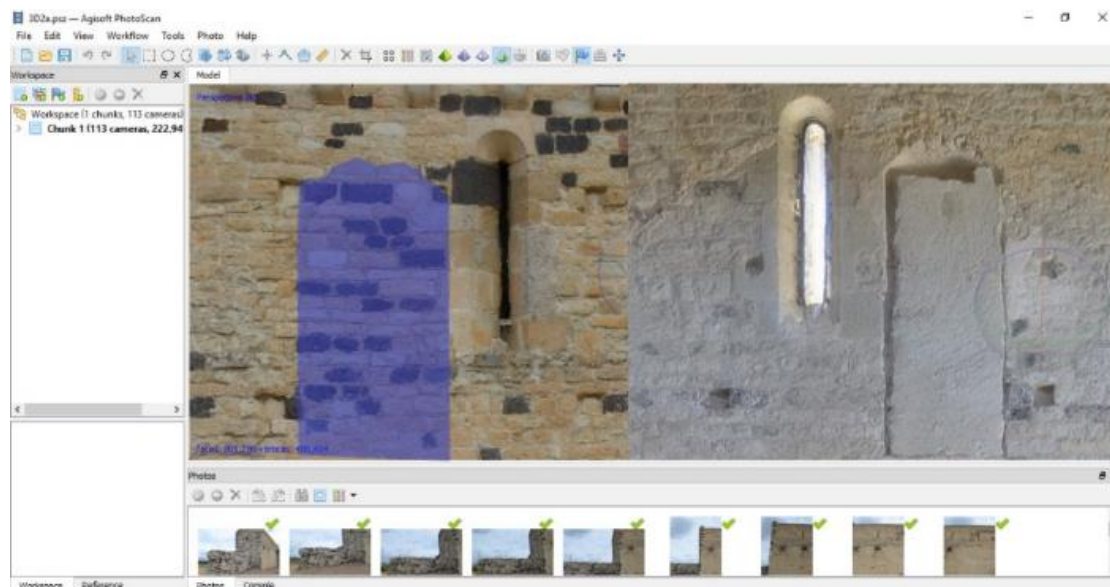 3D2a.psz — Agisoft PhotoScan
File Edit View Workflow Tools Photo Help
Workspace
Model
Workspace (1 chunks, 113 cameras)
Chunk 1 (113 cameras, 222,94
Perspective
Photos
Workspace Reference
Photos Console